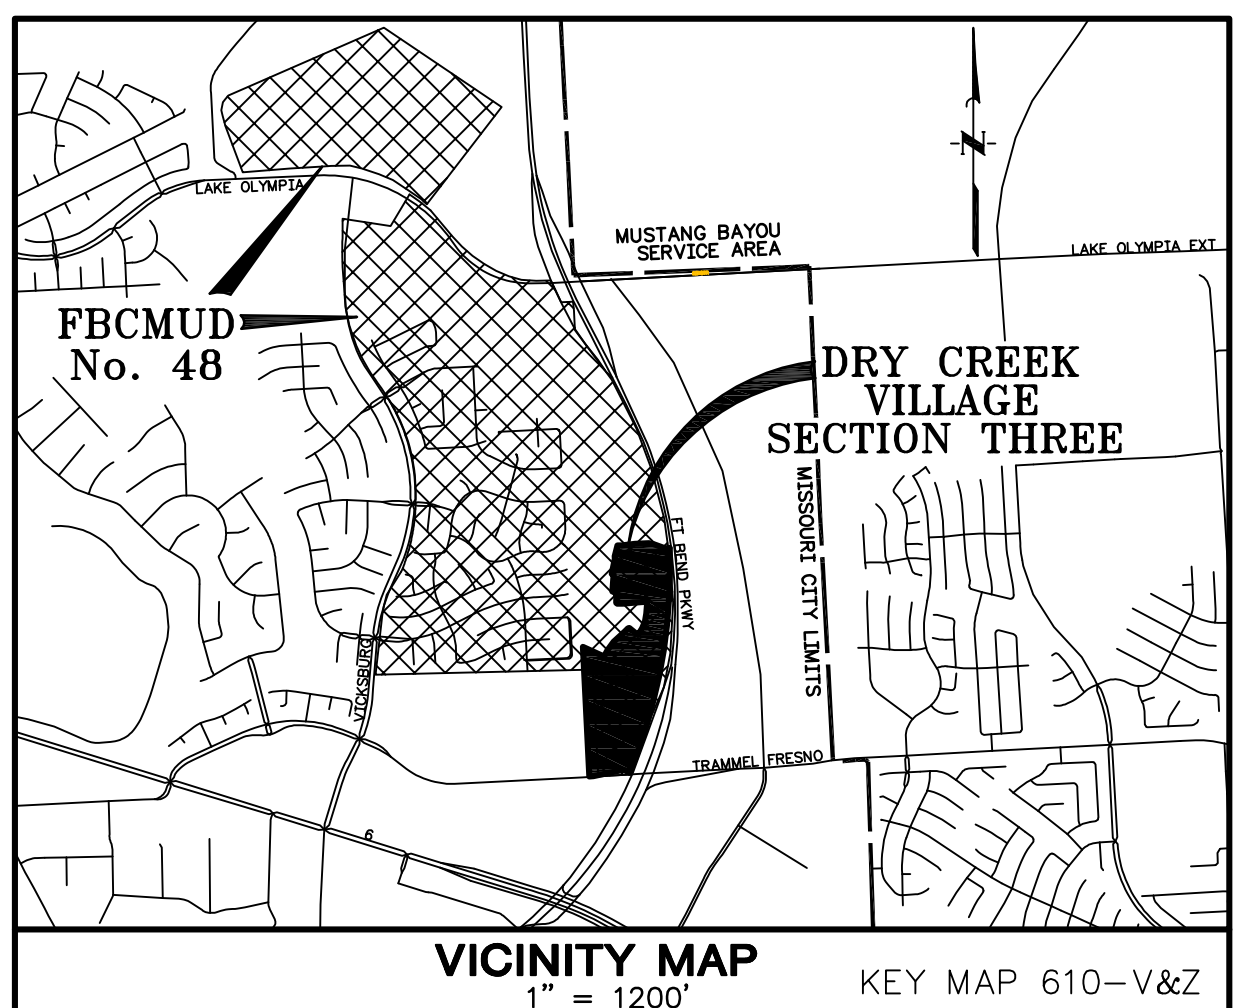 LAKE OLYMPIA
MUSTANG BAYOU
SERVICE AREA
N
LAKE OLYMPIA EXT
FBCMUD
No. 48
DRY CREEK
VILLAGE
SECTION THREE
MISSOURI CITY LIMITS
FT BEND PKWY
VICKSBURG
TRAMMEL FRESNO
6
VICINITY MAP
1" = 1200'
KEY MAP 610-V&Z